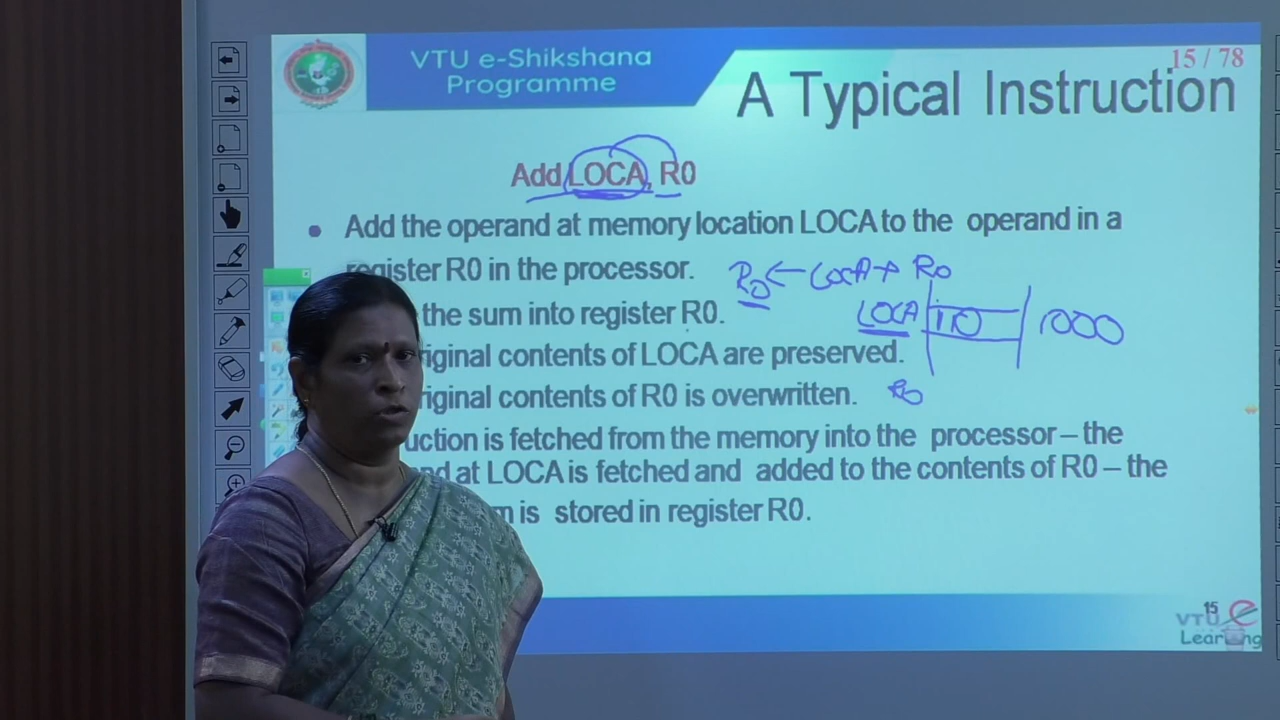 VTU e-Shikshana
Programme
15 / 78
A Typical Instruction
Add LOCA, R0
Add the operand at memory location LOCA to the operand in a
register R0 in the processor.
R0 ← LOCA + R0
the sum into register R0.
LOCA 110 1000
riginal contents of LOCA are preserved.
riginal contents of R0 is overwritten. R0
uction is fetched from the memory into the processor – the
nd at LOCA is fetched and added to the contents of R0 – the
m is stored in register R0.
15
VTU e
Learning